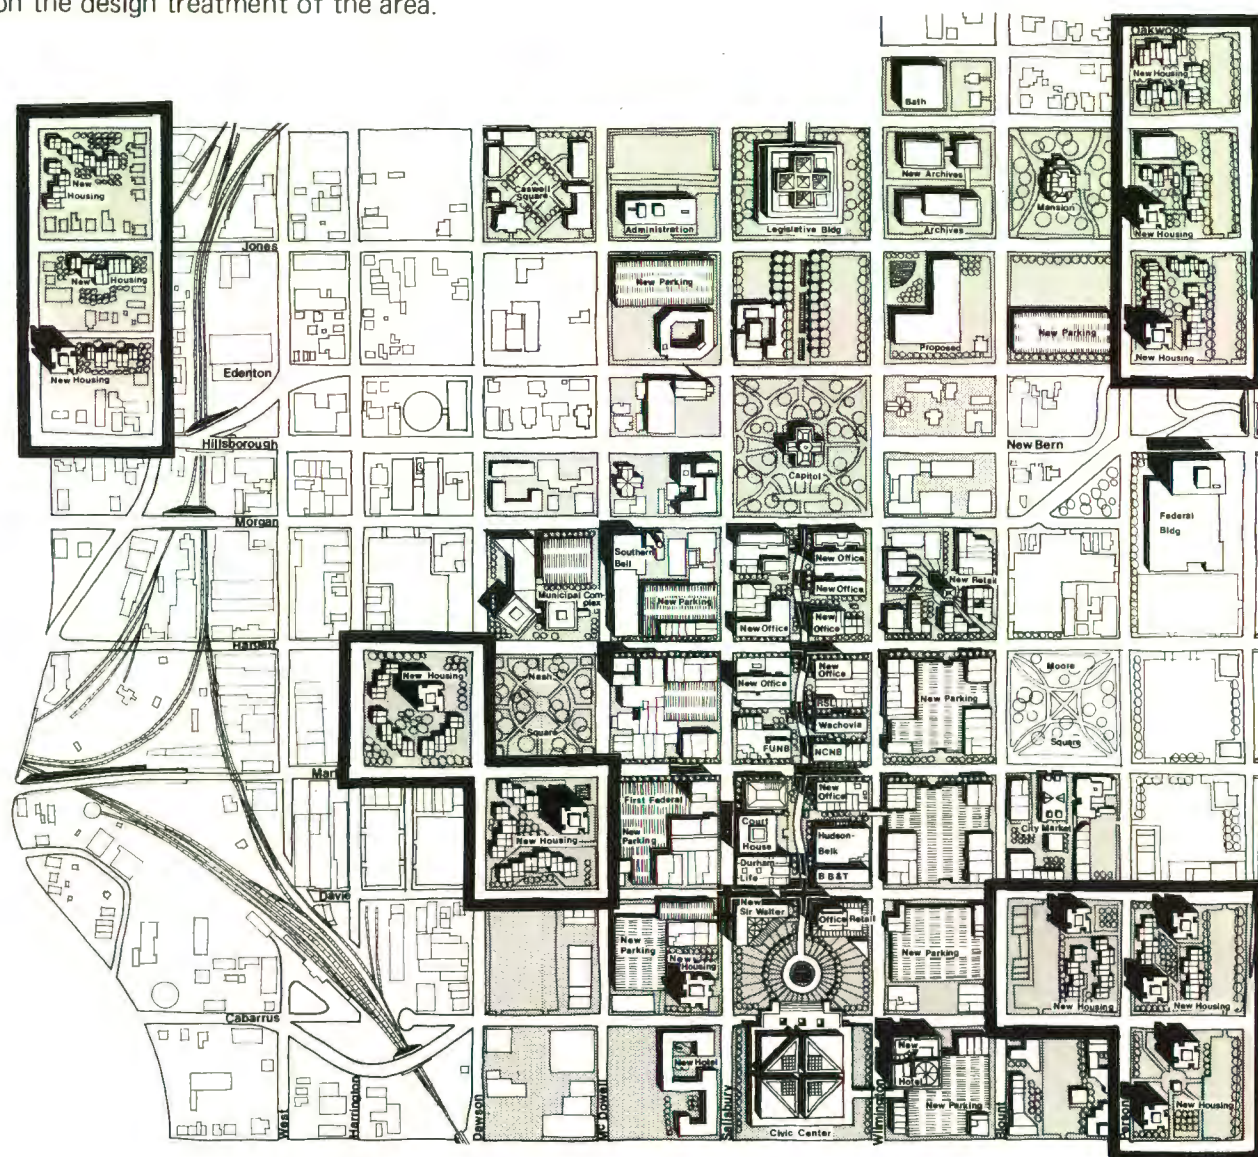 on the design treatment of the area.
Oakwood
New Housing
Bath
New
Housing
Caswell
Square
New Archives
Mansion
Administration
Legislative Bldg
Archives
New Housing
Jones
New Housing
New Parking
New Parking
Proposed
New Housing
New Housing
Edenton
Hillsborough
New Bern
Capitol
Morgan
Federal
Bldg
Southern
Bell
New Office
New Retail
New Office
Municipal Com
plex
New Parking
New Office
New
Office
Hargett
New Housing
Nash
Square
New Office
New
Office
RSL
Wachovia
FUNB
NCNB
New Parking
Moore
Square
New
Office
First Federal
New
Parking
Court
House
Hudson-
Belk
City Market
New Housing
Durham
Life
BB&T
Davie
New
Sir Walter
Office Retail
New
Parking
New
Housing
New Parking
New Housing
New Housing
Cabarrus
New Hotel
New
Hotel
New Parking
New Housing
Civic Center
West
Harrington
Dawson
McDowell
Salisbury
Wilmington
Blount
Person